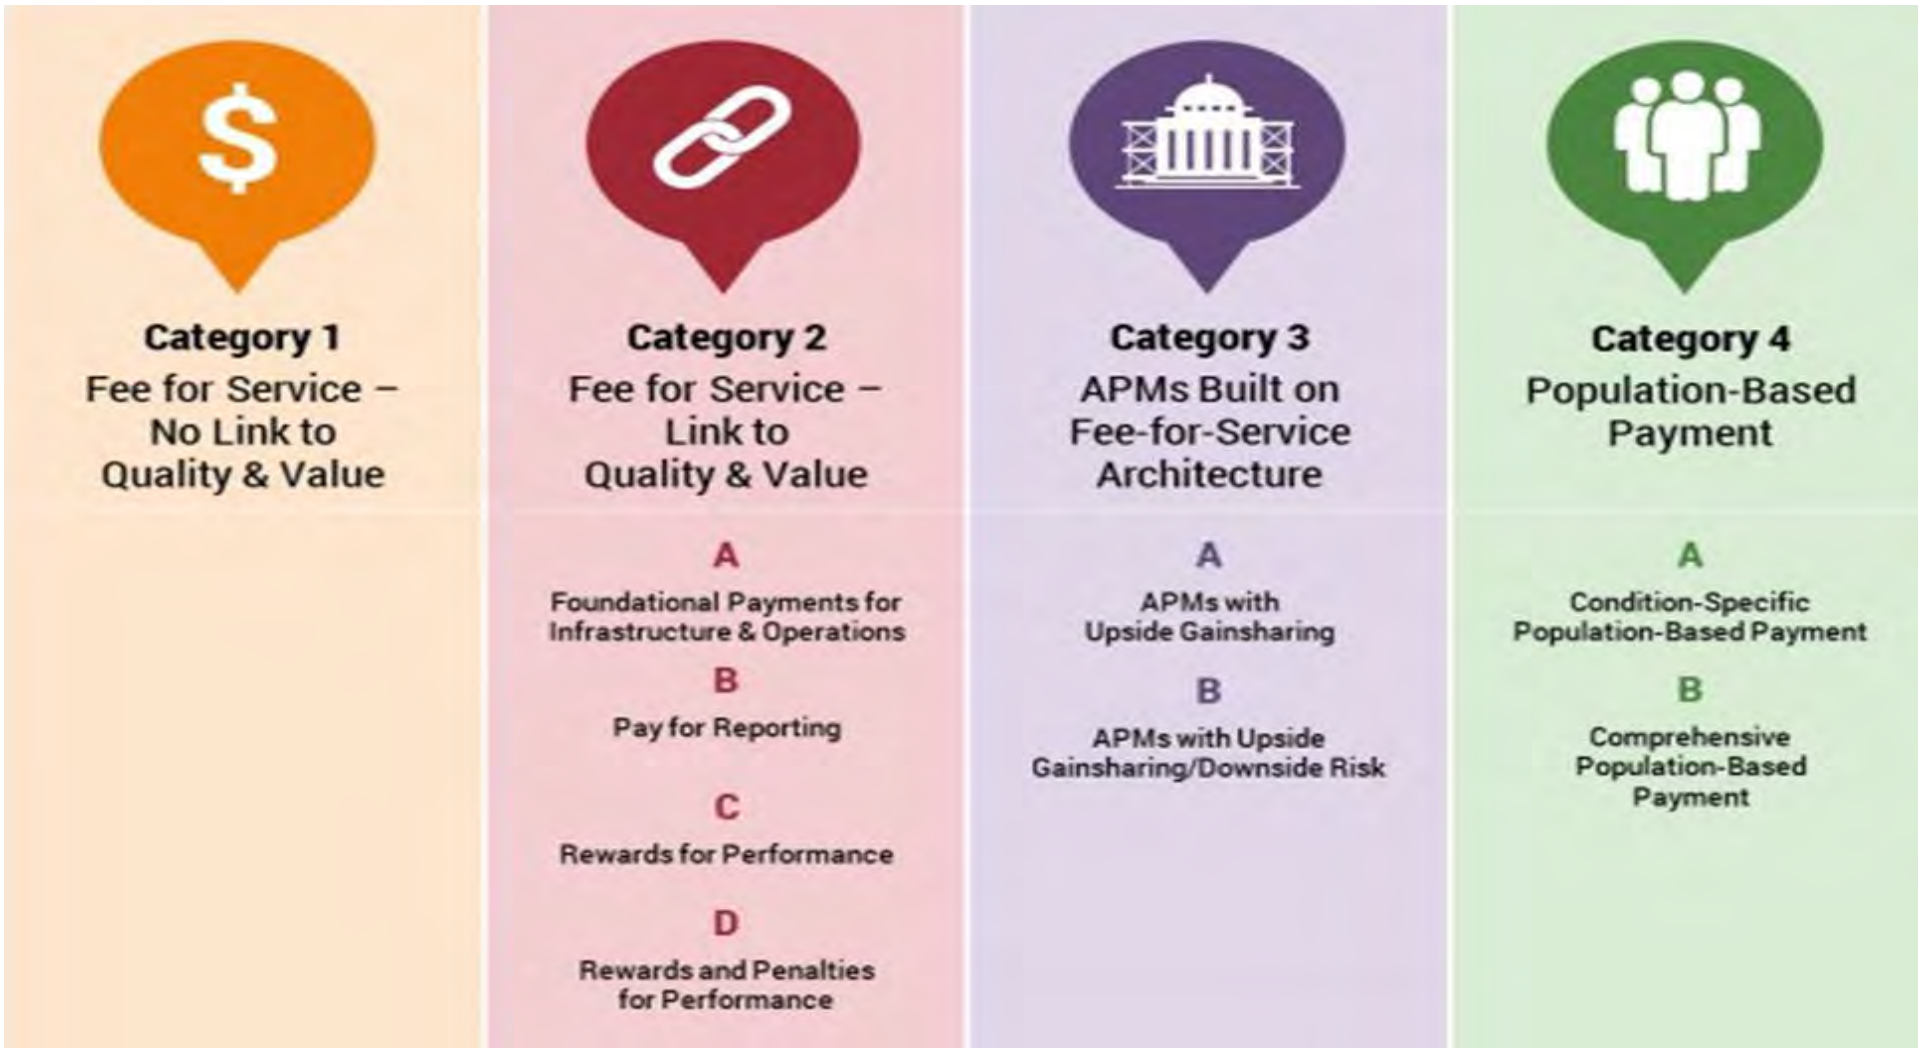 $
Category 1
Fee for Service –
No Link to
Quality & Value
Category 2
Fee for Service –
Link to
Quality & Value
A
Foundational Payments for
Infrastructure & Operations
B
Pay for Reporting
C
Rewards for Performance
D
Rewards and Penalties
for Performance
Category 3
APMs Built on
Fee-for-Service
Architecture
A
APMs with
Upside Gainsharing
B
APMs with Upside
Gainsharing/Downside Risk
Category 4
Population-Based
Payment
A
Condition-Specific
Population-Based Payment
B
Comprehensive
Population-Based
Payment